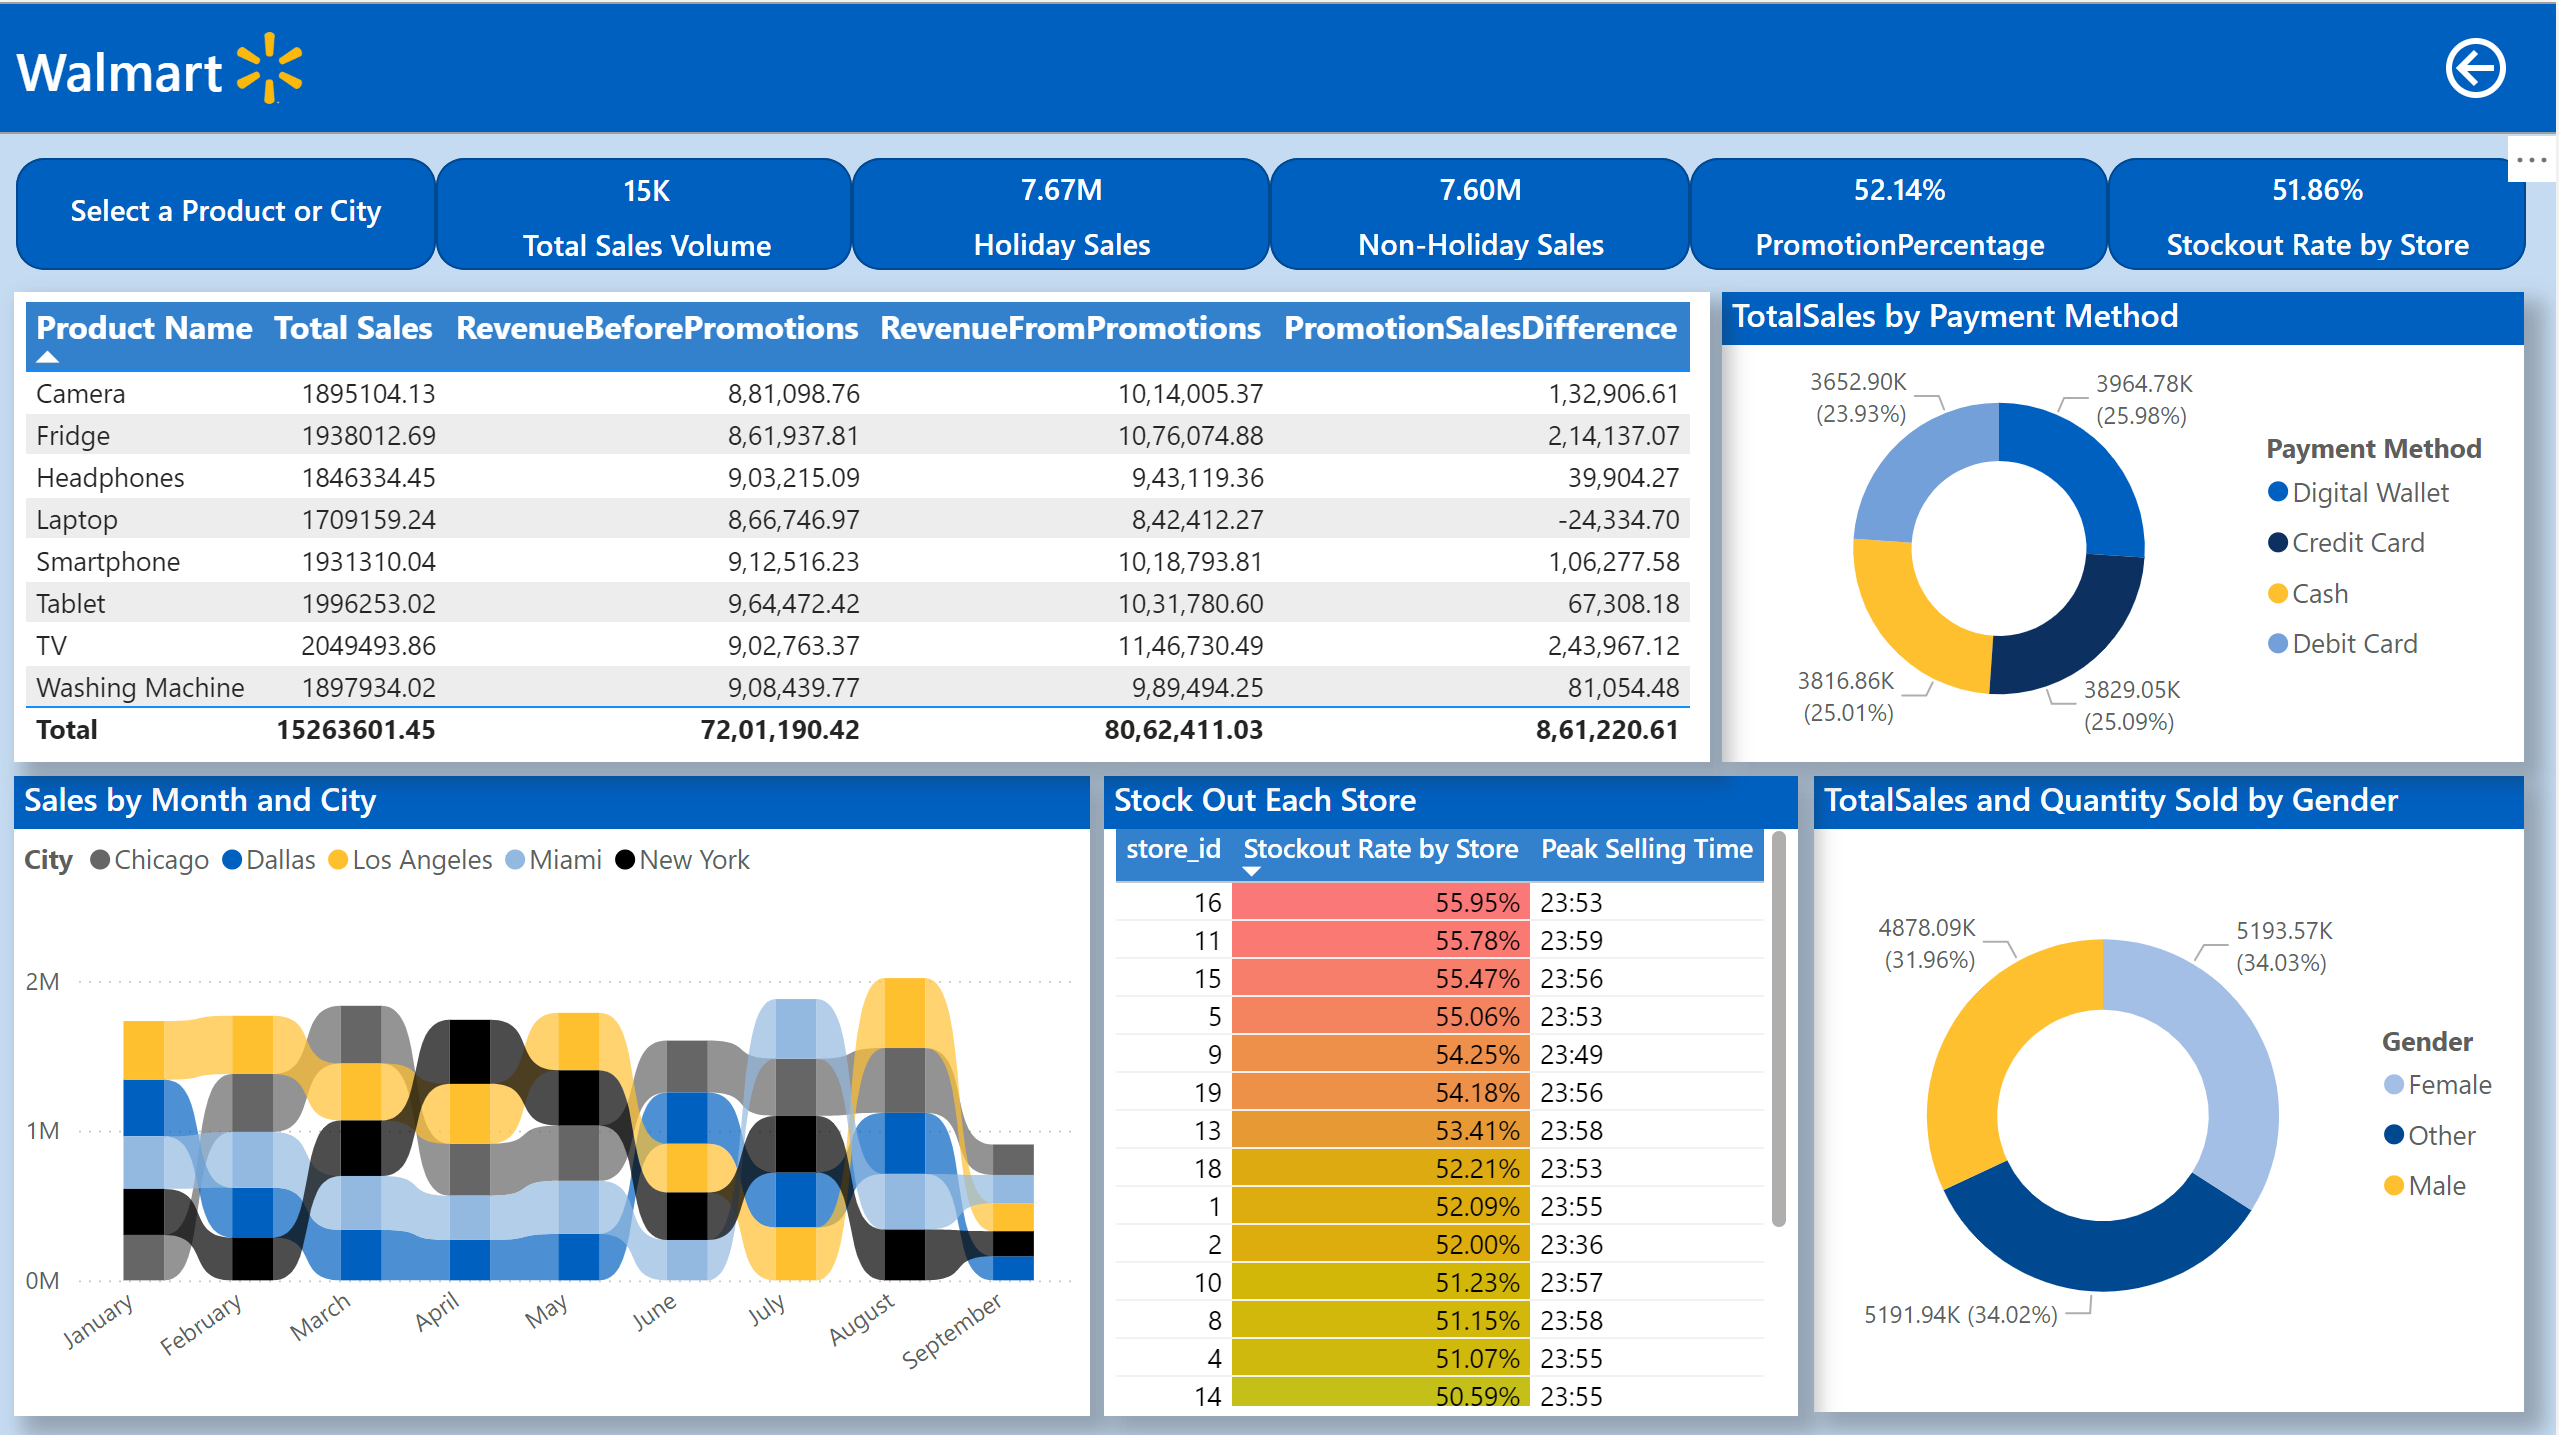 Walmart
Select a Product or City
15K
Total Sales Volume
7.67M
Holiday Sales
7.60M
Non-Holiday Sales
52.14%
PromotionPercentage
51.86%
Stockout Rate by Store
Product Name Total Sales RevenueBeforePromotions RevenueFromPromotions PromotionSalesDifference
Camera 1895104.13 8,81,098.76 10,14,005.37 1,32,906.61
Fridge 1938012.69 8,61,937.81 10,76,074.88 2,14,137.07
Headphones 1846334.45 9,03,215.09 9,43,119.36 39,904.27
Laptop 1709159.24 8,66,746.97 8,42,412.27 -24,334.70
Smartphone 1931310.04 9,12,516.23 10,18,793.81 1,06,277.58
Tablet 1996253.02 9,64,472.42 10,31,780.60 67,308.18
TV 2049493.86 9,02,763.37 11,46,730.49 2,43,967.12
Washing Machine 1897934.02 9,08,439.77 9,89,494.25 81,054.48
Total 15263601.45 72,01,190.42 80,62,411.03 8,61,220.61
TotalSales by Payment Method
3652.90K
(23.93%)
3964.78K
(25.98%)
3816.86K
(25.01%)
3829.05K
(25.09%)
Payment Method
Digital Wallet
Credit Card
Cash
Debit Card
Sales by Month and City
City Chicago Dallas Los Angeles Miami New York
2M
1M
0M
January
February
March
April
May
June
July
August
September
Stock Out Each Store
store_id Stockout Rate by Store Peak Selling Time
16 55.95% 23:53
11 55.78% 23:59
15 55.47% 23:56
5 55.06% 23:53
9 54.25% 23:49
19 54.18% 23:56
13 53.41% 23:58
18 52.21% 23:53
1 52.09% 23:55
2 52.00% 23:36
10 51.23% 23:57
8 51.15% 23:58
4 51.07% 23:55
14 50.59% 23:55
TotalSales and Quantity Sold by Gender
4878.09K
(31.96%)
5193.57K
(34.03%)
5191.94K (34.02%)
Gender
Female
Other
Male